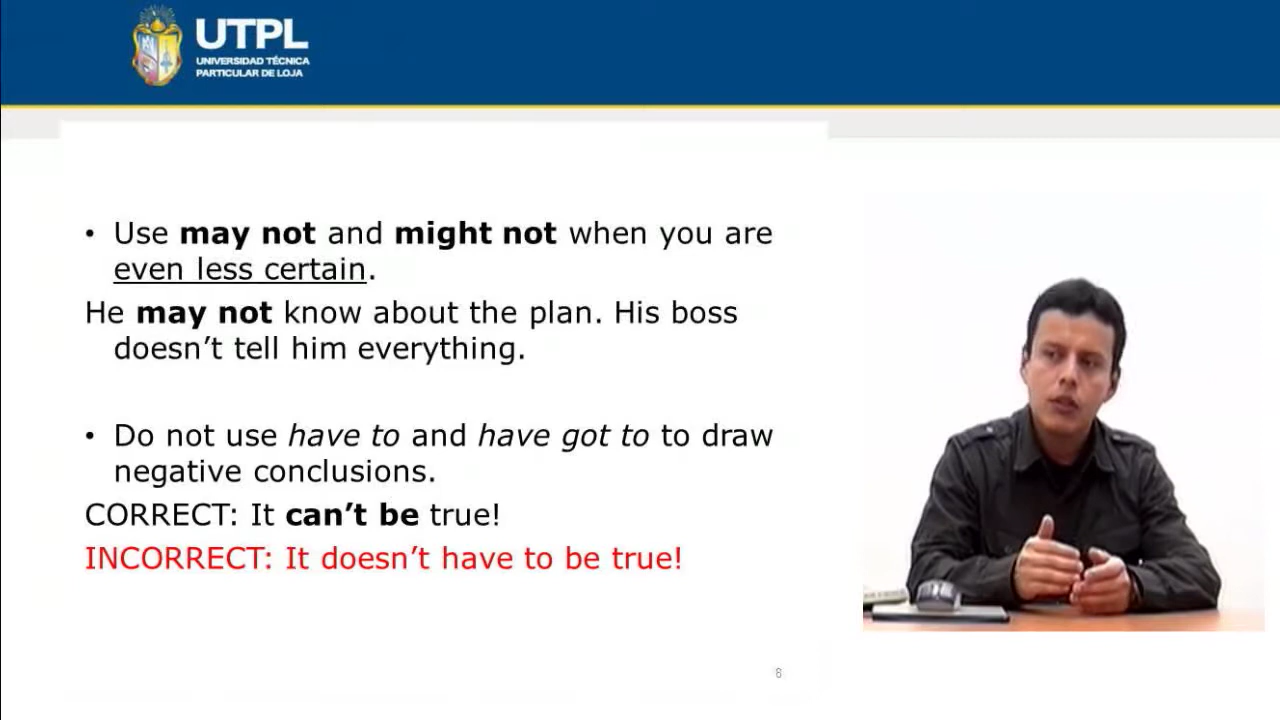 UTPL
UNIVERSIDAD TÉCNICA
PARTICULAR DE LOJA
• Use may not and might not when you are
even less certain.
He may not know about the plan. His boss
doesn’t tell him everything.
• Do not use have to and have got to to draw
negative conclusions.
CORRECT: It can’t be true!
INCORRECT: It doesn’t have to be true!
8